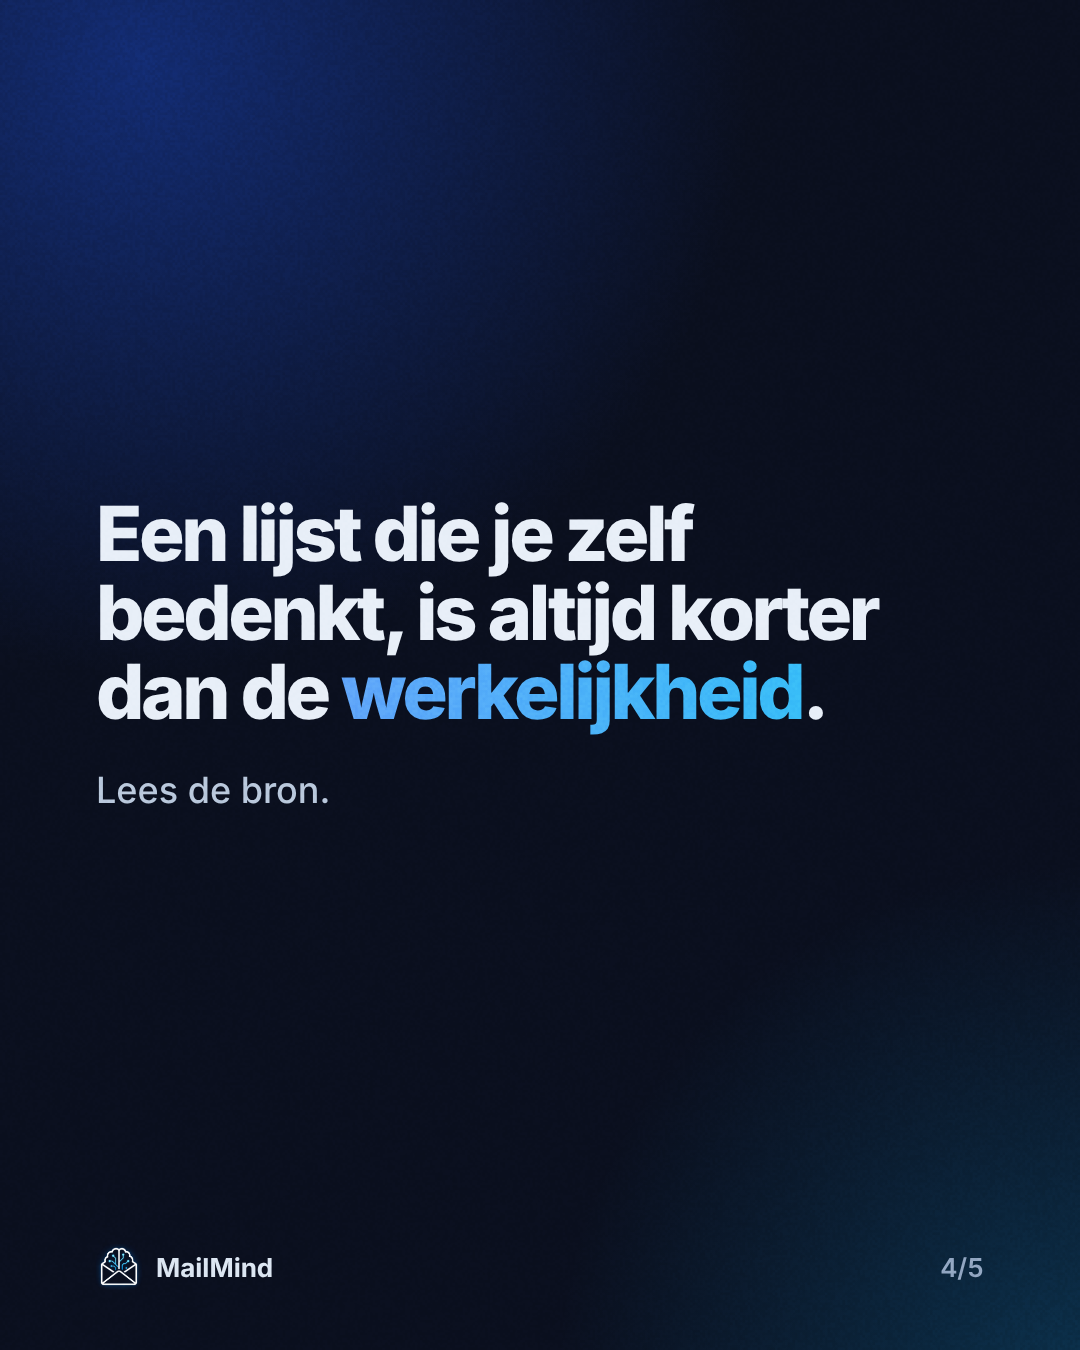 Een lijst die je zelf
bedenkt, is altijd korter
dan de werkelijkheid.
Lees de bron.
MailMind
4/5